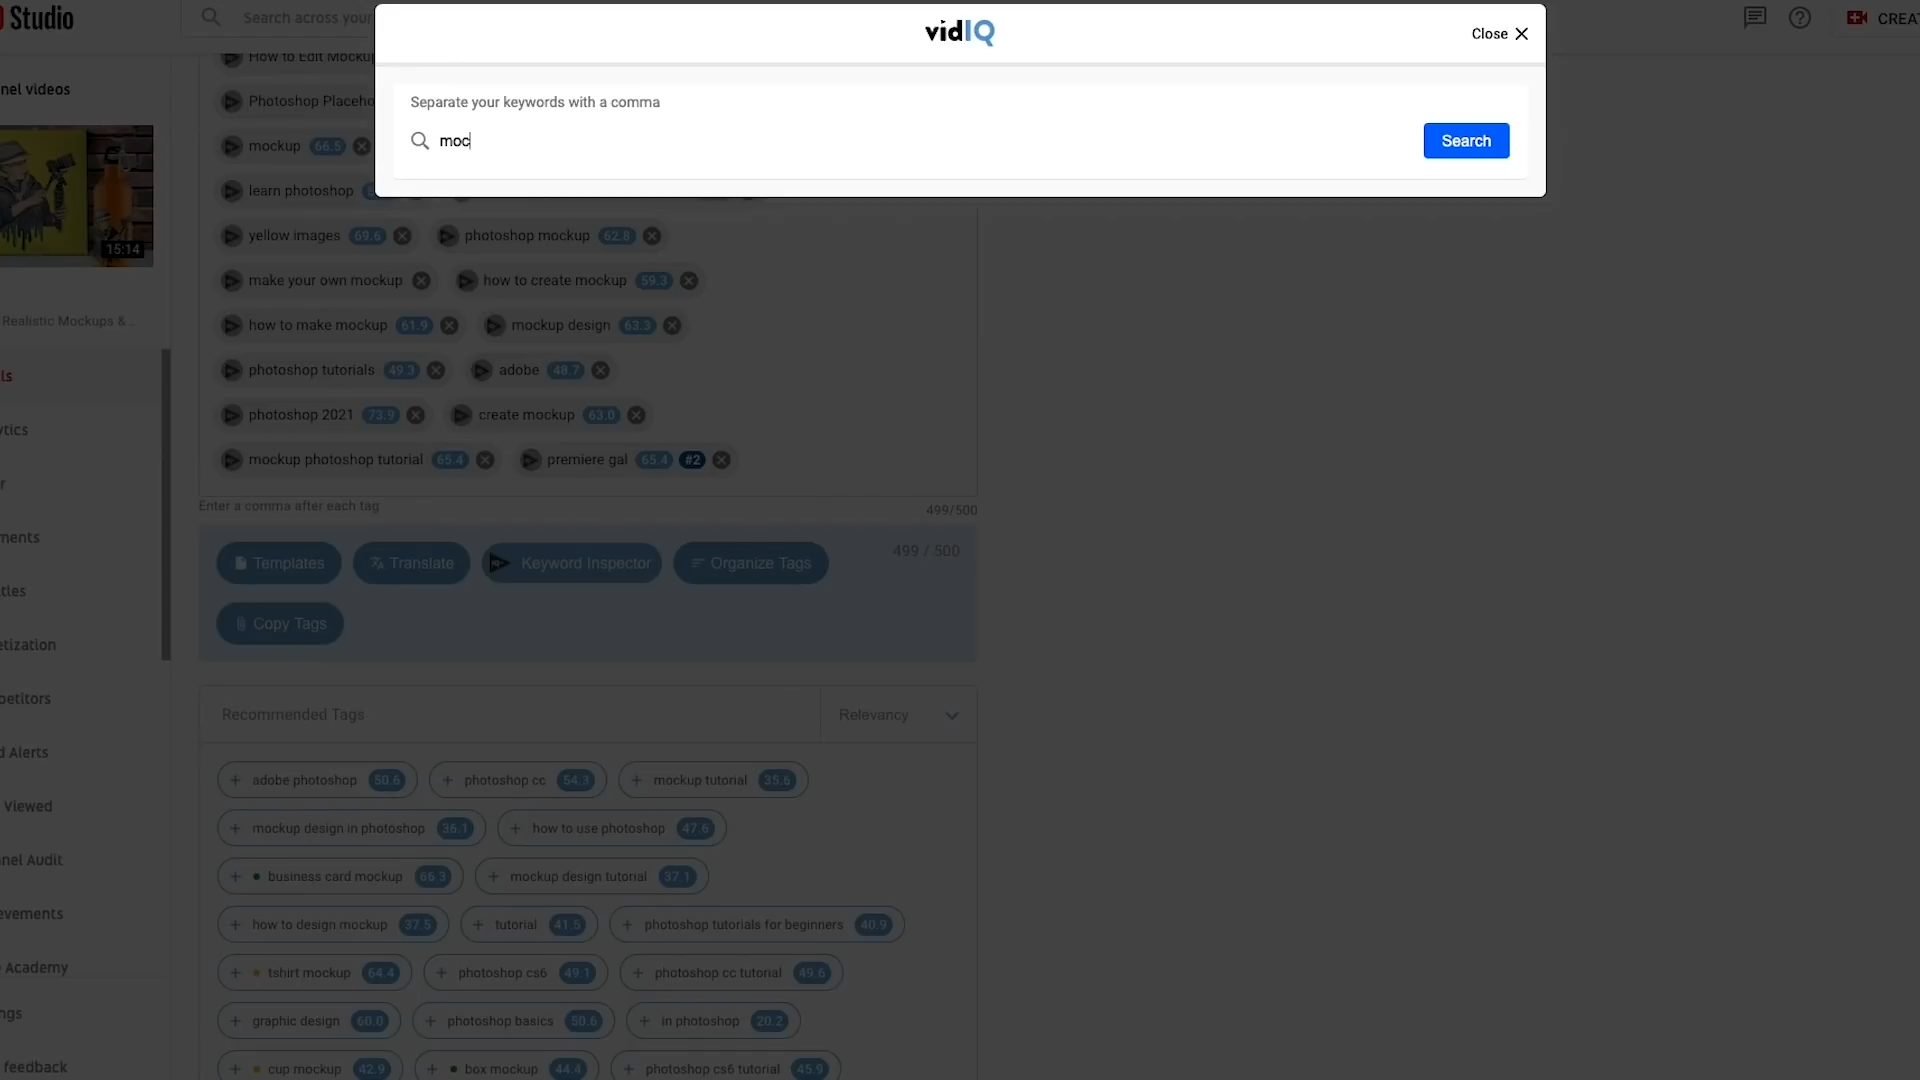 Studio
Search across your
vidIQ
Close
CREA
How to Edit Mockup
Separate your keywords with a comma
nel videos
Photoshop Placeho
moc
Search
mockup 66.5
learn photoshop
yellow images 69.6 photoshop mockup 62.8
15:14
make your own mockup how to create mockup 59.3
Realistic Mockups &...
how to make mockup 61.9 mockup design 63.3
ls
photoshop tutorials 49.3 adobe 48.7
photoshop 2021 73.9 create mockup 63.0
ytics
mockup photoshop tutorial 65.4 premiere gal 65.4 #2
r
Enter a comma after each tag 499/500
ments
499 / 500
Templates Translate Keyword Inspector Organize Tags
tles
Copy Tags
etization
petitors
Recommended Tags Relevancy
d Alerts
adobe photoshop 50.6 photoshop cc 54.3 mockup tutorial 35.6
Viewed
mockup design in photoshop 36.1 how to use photoshop 47.6
nel Audit
business card mockup 66.3 mockup design tutorial 37.1
evements
how to design mockup 37.5 tutorial 41.5 photoshop tutorials for beginners 40.9
Academy
tshirt mockup 64.4 photoshop cs6 49.1 photoshop cc tutorial 49.6
ngs
graphic design 60.0 photoshop basics 50.6 in photoshop 20.2
feedback
cup mockup 42.9 box mockup 44.4 photoshop cs6 tutorial 45.9